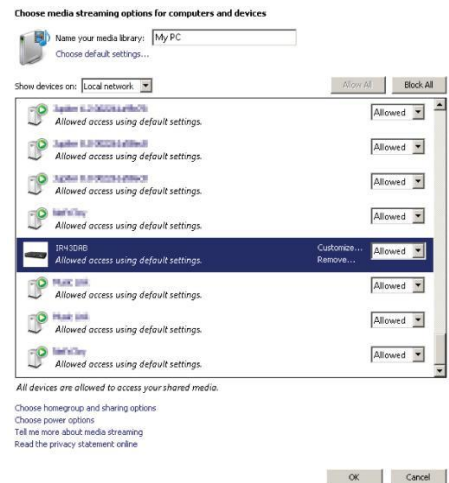 Choose media streaming options for computers and devices
Name your media library: My PC
Choose default settings...
Show devices on: Local network
Allow All Block All
Allowed
Allowed access using default settings.
Allowed
Allowed access using default settings.
Allowed
Allowed access using default settings.
Allowed
Allowed access using default settings.
IR43DAB Customize... Allowed
Allowed access using default settings. Remove...
Allowed
Allowed access using default settings.
Allowed
Allowed access using default settings.
Allowed
Allowed access using default settings.
All devices are allowed to access your shared media.
Choose homegroup and sharing options
Choose power options
Tell me more about media streaming
Read the privacy statement online
OK Cancel